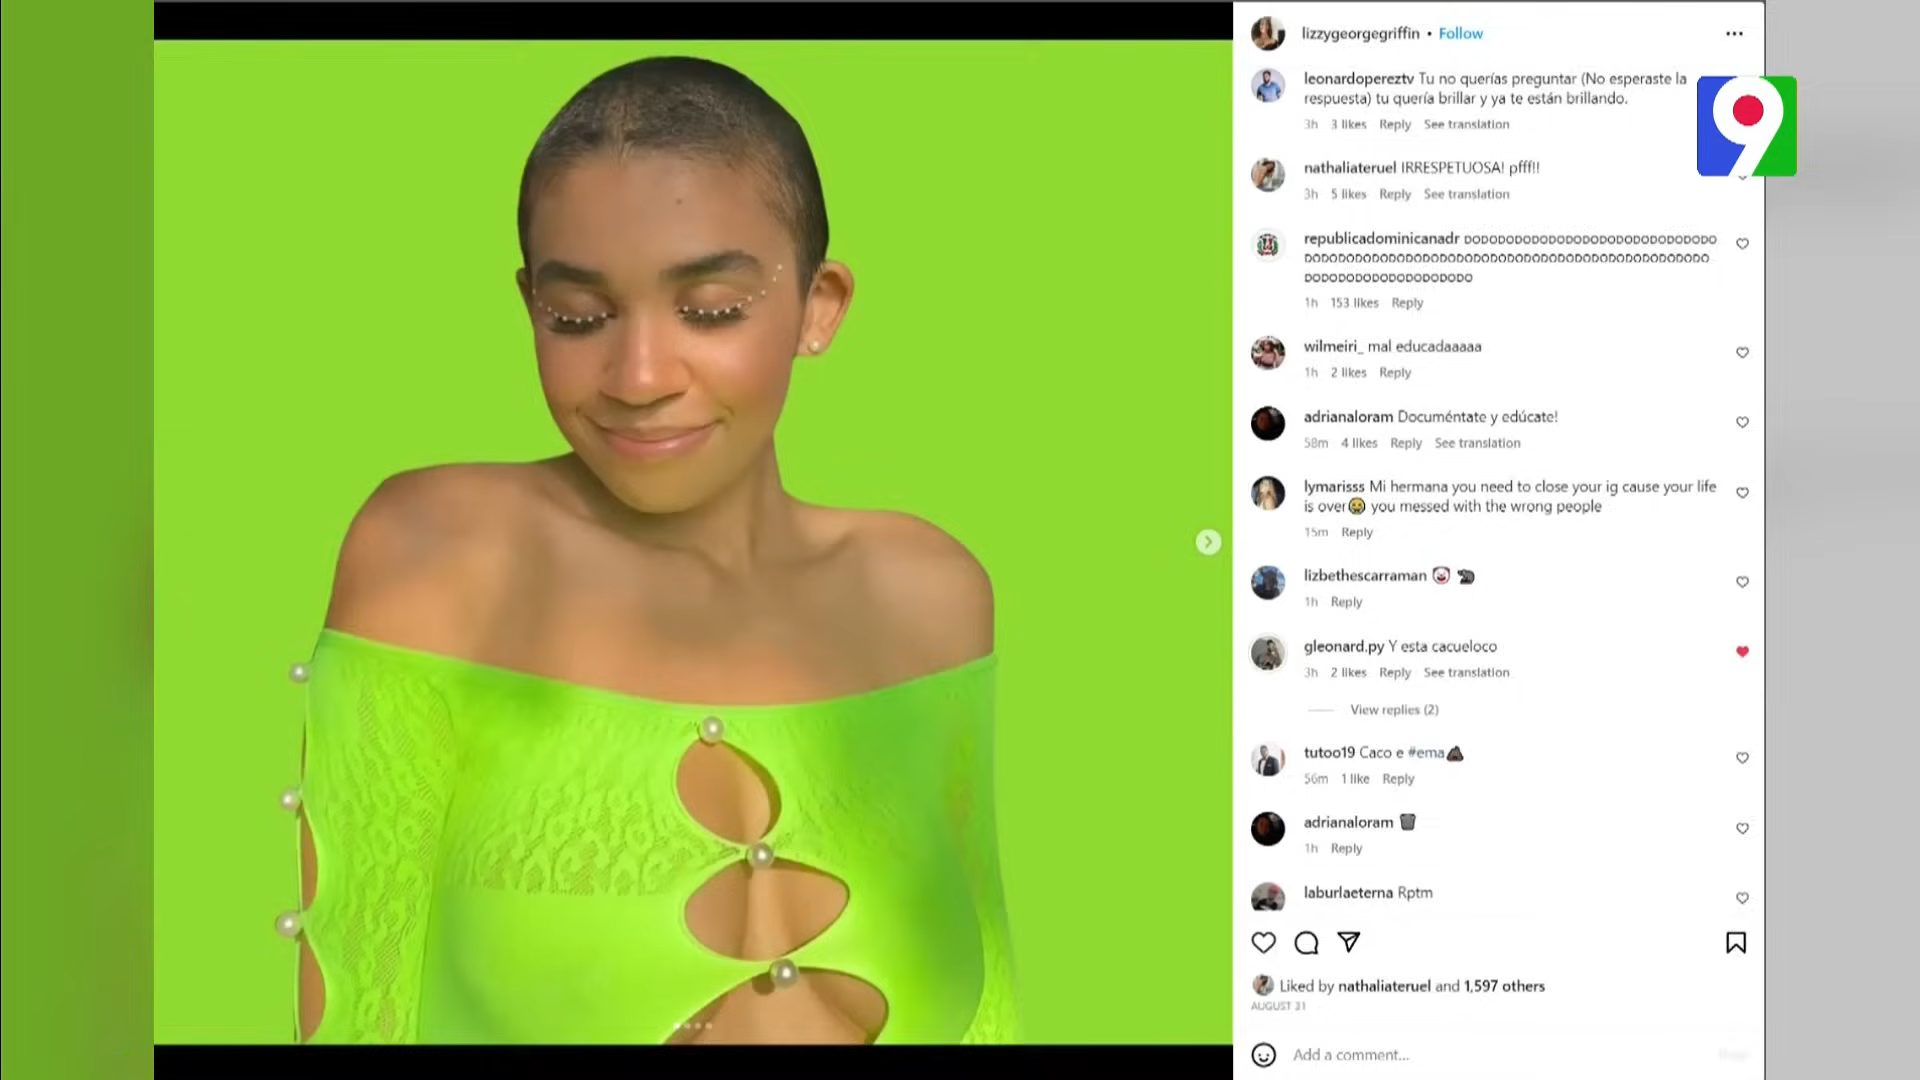 lizzygeorgegriffin • Follow
leonardopereztv Tu no querías preguntar (No esperaste la
respuesta) tu quería brillar y ya te están brillando.
3h 3 likes Reply See translation
9
nathaliateruel IRRESPETUOSA! pfff!!
3h 5 likes Reply See translation
republicadominicanadr DODODODODODODODODODODODODO
DODODODODODODODODODODODODODODODODODODODODO
DODODODODODODODODO
1h 153 likes Reply
wilmeiri_ mal educadaaaaa
1h 2 likes Reply
adrianaloram Documéntate y edúcate!
58m 4 likes Reply See translation
lymarisss Mi hermana you need to close your ig cause your life
is over😭 you messed with the wrong people
15m Reply
lizbethescarraman 🤡 🦡
1h Reply
gleonard.py Y esta cacueloco
3h 2 likes Reply See translation
View replies (2)
tutoo19 Caco e #ema💩
56m 1 like Reply
adrianaloram 🗑️
1h Reply
laburlaeterna Rptm
Liked by nathaliateruel and 1,597 others
AUGUST 31
Add a comment...